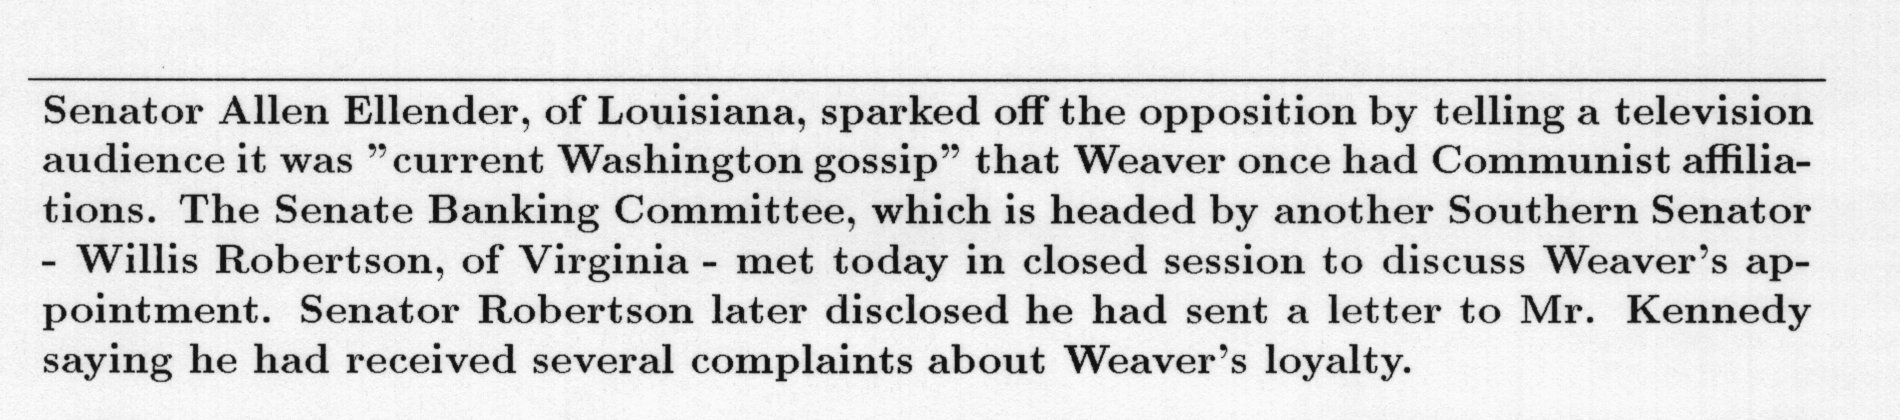 Senator Allen Ellender, of Louisiana, sparked off the opposition by telling a television
audience it was ”current Washington gossip” that Weaver once had Communist affilia-
tions. The Senate Banking Committee, which is headed by another Southern Senator
- Willis Robertson, of Virginia - met today in closed session to discuss Weaver’s ap-
pointment. Senator Robertson later disclosed he had sent a letter to Mr. Kennedy
saying he had received several complaints about Weaver’s loyalty.